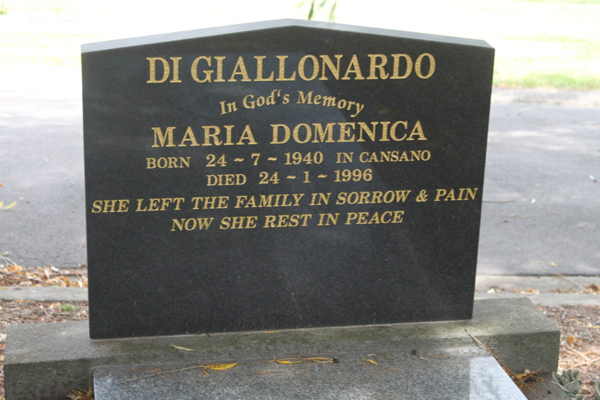 DI GIALLONARDO
In God's Memory
MARIA DOMENICA
BORN 24 ~ 7 ~ 1940 IN CANSANO
DIED 24 ~ 1 ~ 1996
SHE LEFT THE FAMILY IN SORROW & PAIN
NOW SHE REST IN PEACE